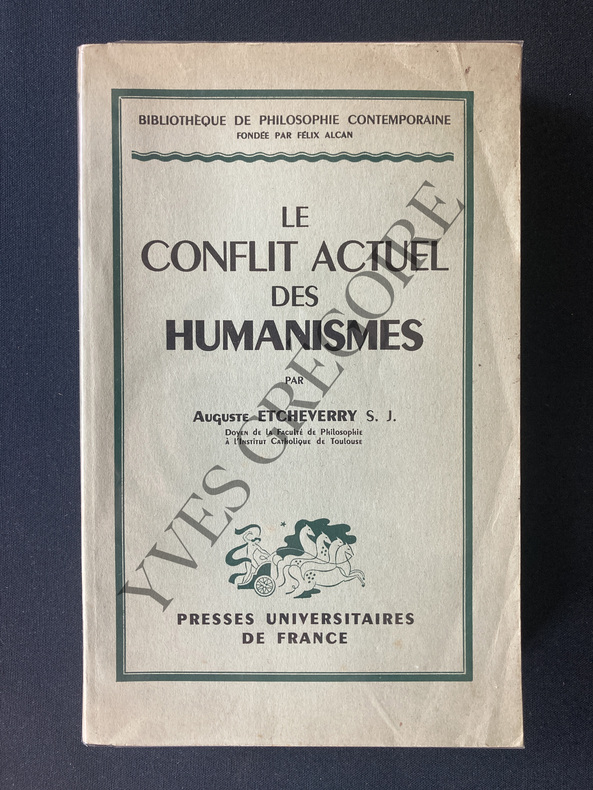 BIBLIOTHÈQUE DE PHILOSOPHIE CONTEMPORAINE
FONDÉE PAR FÉLIX ALCAN
LE
CONFLIT ACTUEL
DES
HUMANISMES
PAR
Auguste ETCHEVERRY S. J.
Doyen de la Faculté de Philosophie
à l'Institut Catholique de Toulouse
PRESSES UNIVERSITAIRES
DE FRANCE
YVES GREGOIRE